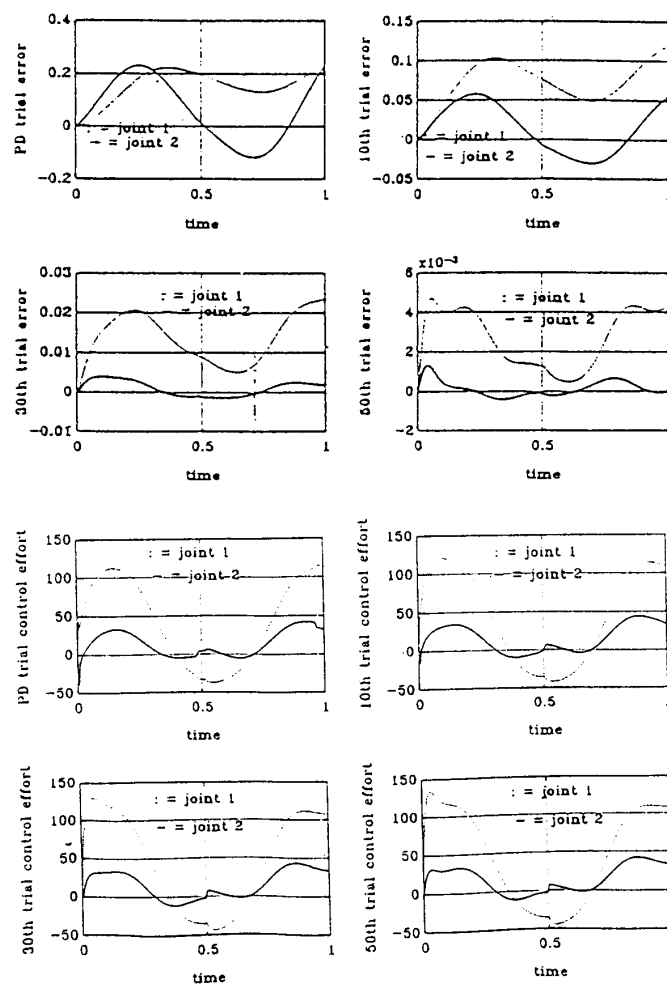 PD trial error
0.4
0.2
0
-0.2
: = joint 1
- = joint 2
0
0.5
1
time
10th trial error
0.15
0.1
0.05
0
-0.05
: = joint 1
- = joint 2
0
0.5
1
time
30th trial error
0.03
0.02
0.01
0
-0.01
: = joint 1
= joint 2
0
0.5
1
time
50th trial error
x10-3
6
4
2
0
-2
: = joint 1
- = joint 2
0
0.5
1
time
PD trial control effort
150
100
50
0
-50
: = joint 1
- = joint 2
0
0.5
1
time
10th trial control effort
150
100
50
0
-50
: = joint 1
- = joint 2
0
0.5
1
time
30th trial control effort
150
100
50
0
-50
: = joint 1
- = joint 2
0
0.5
1
time
50th trial control effort
150
100
50
0
-50
: = joint 1
- = joint 2
0
0.5
1
time